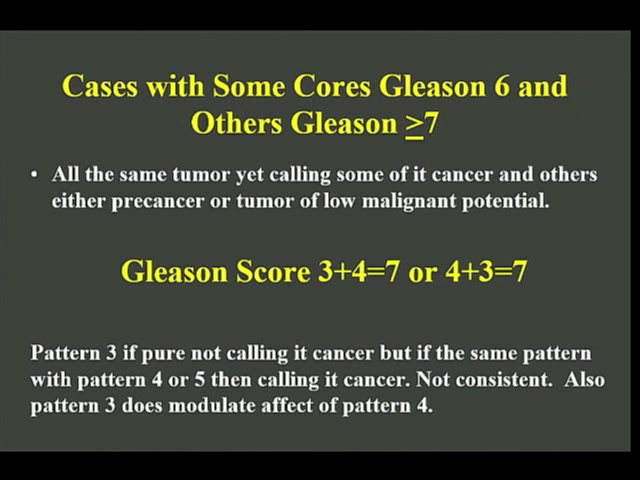 Cases with Some Cores Gleason 6 and
Others Gleason ≥7
• All the same tumor yet calling some of it cancer and others
either precancer or tumor of low malignant potential.
Gleason Score 3+4=7 or 4+3=7
Pattern 3 if pure not calling it cancer but if the same pattern
with pattern 4 or 5 then calling it cancer. Not consistent.  Also
pattern 3 does modulate affect of pattern 4.